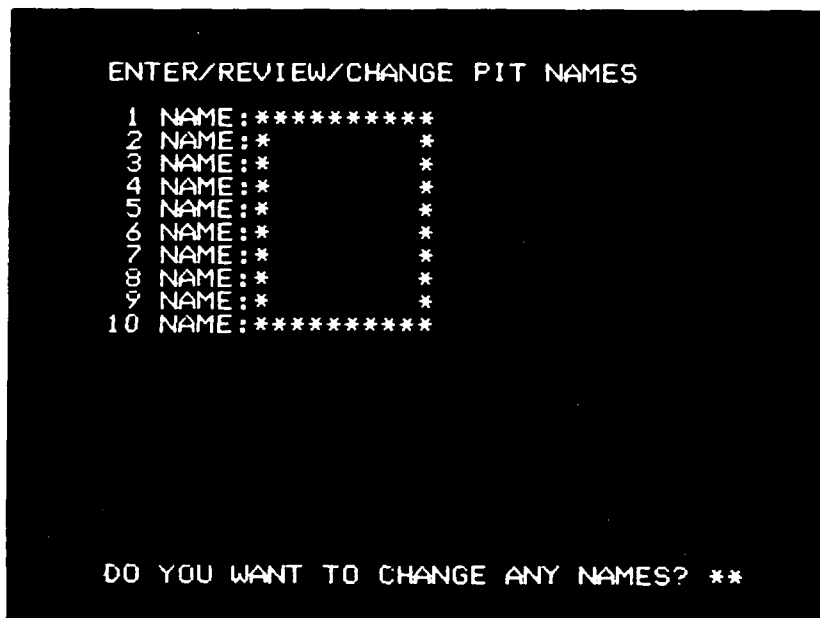 ENTER/REVIEW/CHANGE PIT NAMES
1 NAME:**********
2 NAME:*        *
3 NAME:*        *
4 NAME:*        *
5 NAME:*        *
6 NAME:*        *
7 NAME:*        *
8 NAME:*        *
9 NAME:*        *
10 NAME:**********
DO YOU WANT TO CHANGE ANY NAMES? **